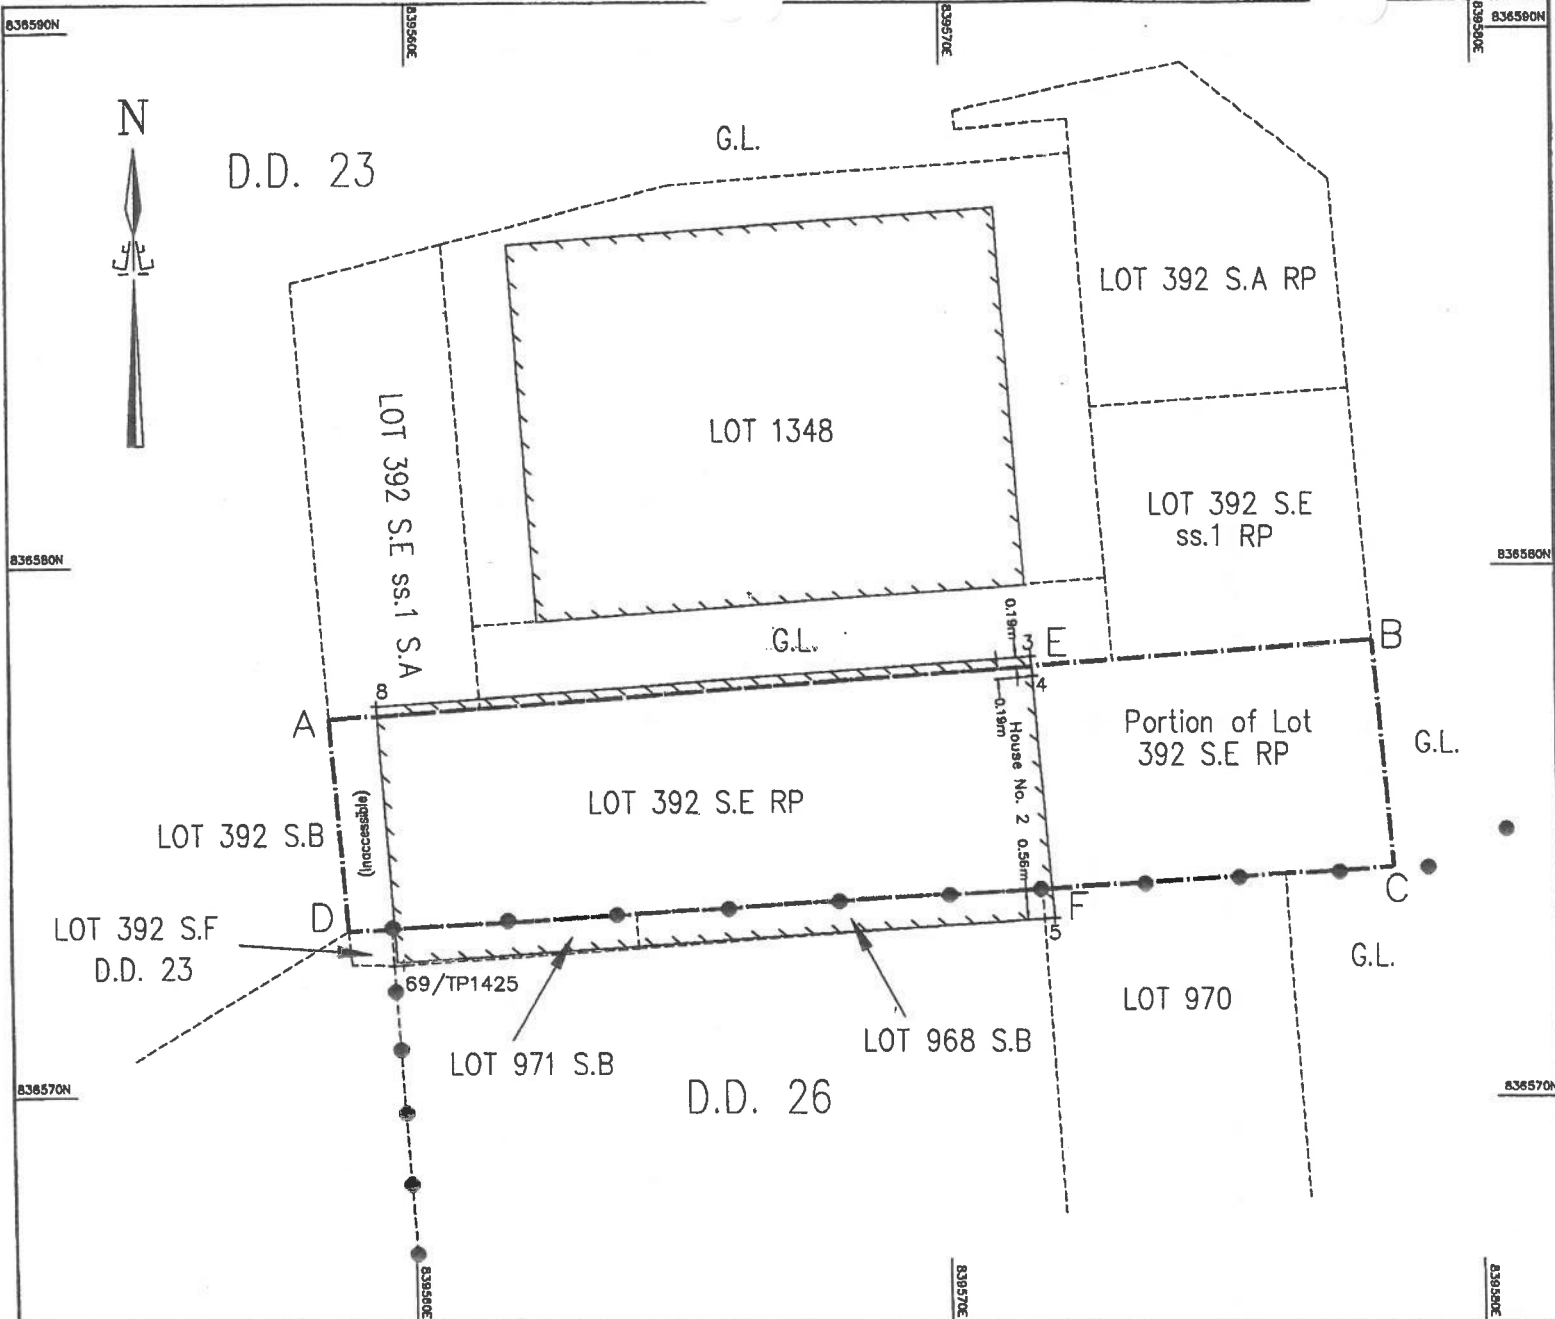 836590N
839560E
839570E
839580E
836590N
N
D.D. 23
G.L.
LOT 392 S.A RP
LOT 392 S.E ss.1 S.A
LOT 1348
LOT 392 S.E
ss.1 RP
836580N
836580N
G.L.
0.19m
3
E
B
8
4
A
0.19m
House No. 2
Portion of Lot
392 S.E RP
G.L.
LOT 392 S.E RP
(Inaccessible)
LOT 392 S.B
0.56m
D
F
C
5
LOT 392 S.F
D.D. 23
69/TP1425
G.L.
LOT 970
LOT 971 S.B
LOT 968 S.B
D.D. 26
836570N
836570N
839560E
839570E
839580E